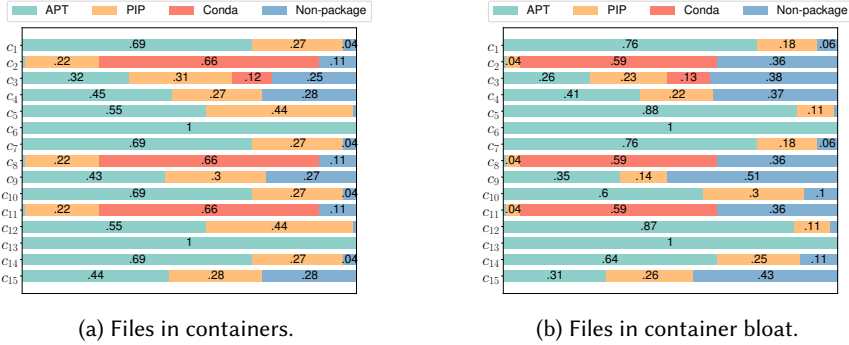 APT PIP Conda Non-package
c1 .69 .27 .04
c2 .22 .66 .11
c3 .32 .31 .12 .25
c4 .45 .27 .28
c5 .55 .44
c6 1
c7 .69 .27 .04
c8 .22 .66 .11
c9 .43 .3 .27
c10 .69 .27 .04
c11 .22 .66 .11
c12 .55 .44
c13 1
c14 .69 .27 .04
c15 .44 .28 .28
(a) Files in containers.
APT PIP Conda Non-package
c1 .76 .18 .06
c2 .04 .59 .36
c3 .26 .23 .13 .38
c4 .41 .22 .37
c5 .88 .11
c6 1
c7 .76 .18 .06
c8 .04 .59 .36
c9 .35 .14 .51
c10 .6 .3 .1
c11 .04 .59 .36
c12 .87 .11
c13 1
c14 .64 .25 .11
c15 .31 .26 .43
(b) Files in container bloat.